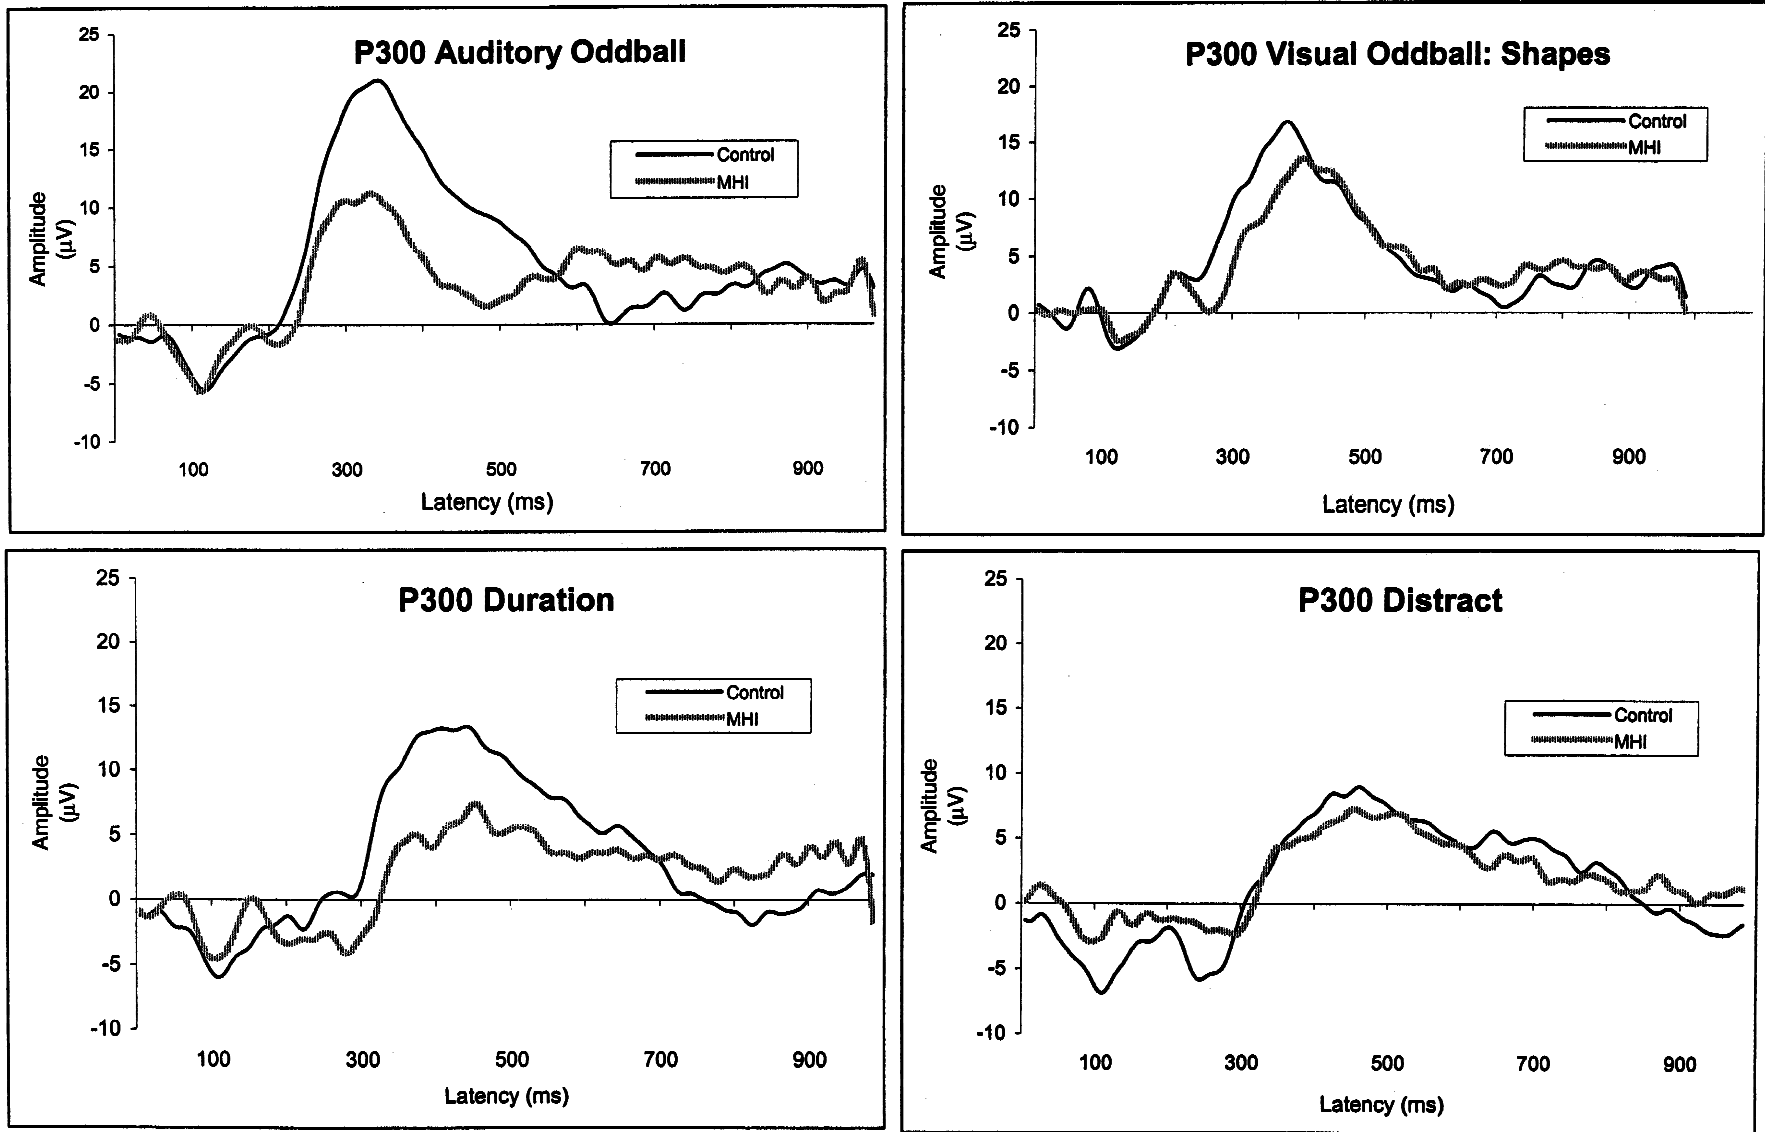 P300 Auditory Oddball
25
20
15
10
5
0
-5
-10
Amplitude
(µV)
Control
MHI
100 300 500 700 900
Latency (ms)
P300 Visual Oddball: Shapes
25
20
15
10
5
0
-5
-10
Amplitude
(µV)
Control
MHI
100 300 500 700 900
Latency (ms)
P300 Duration
25
20
15
10
5
0
-5
-10
Amplitude
(µV)
Control
MHI
100 300 500 700 900
Latency (ms)
P300 Distract
25
20
15
10
5
0
-5
-10
Amplitude
(µV)
Control
MHI
100 300 500 700 900
Latency (ms)